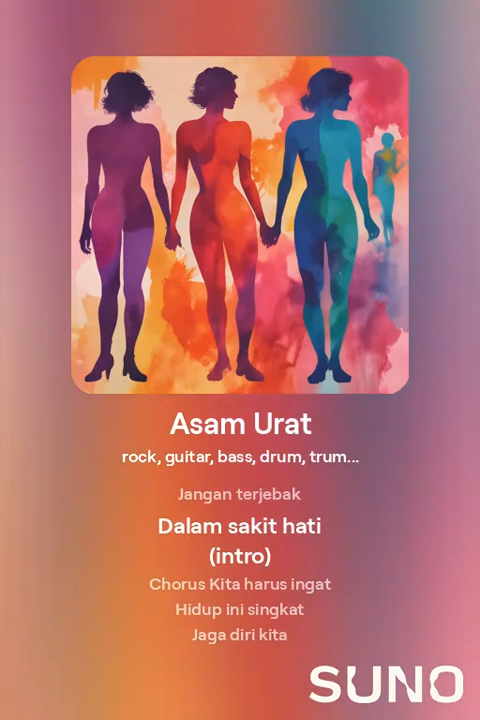 Asam Urat
rock, guitar, bass, drum, trum...
Jangan terjebak
Dalam sakit hati
(intro)
Chorus Kita harus ingat
Hidup ini singkat
Jaga diri kita
SUNO